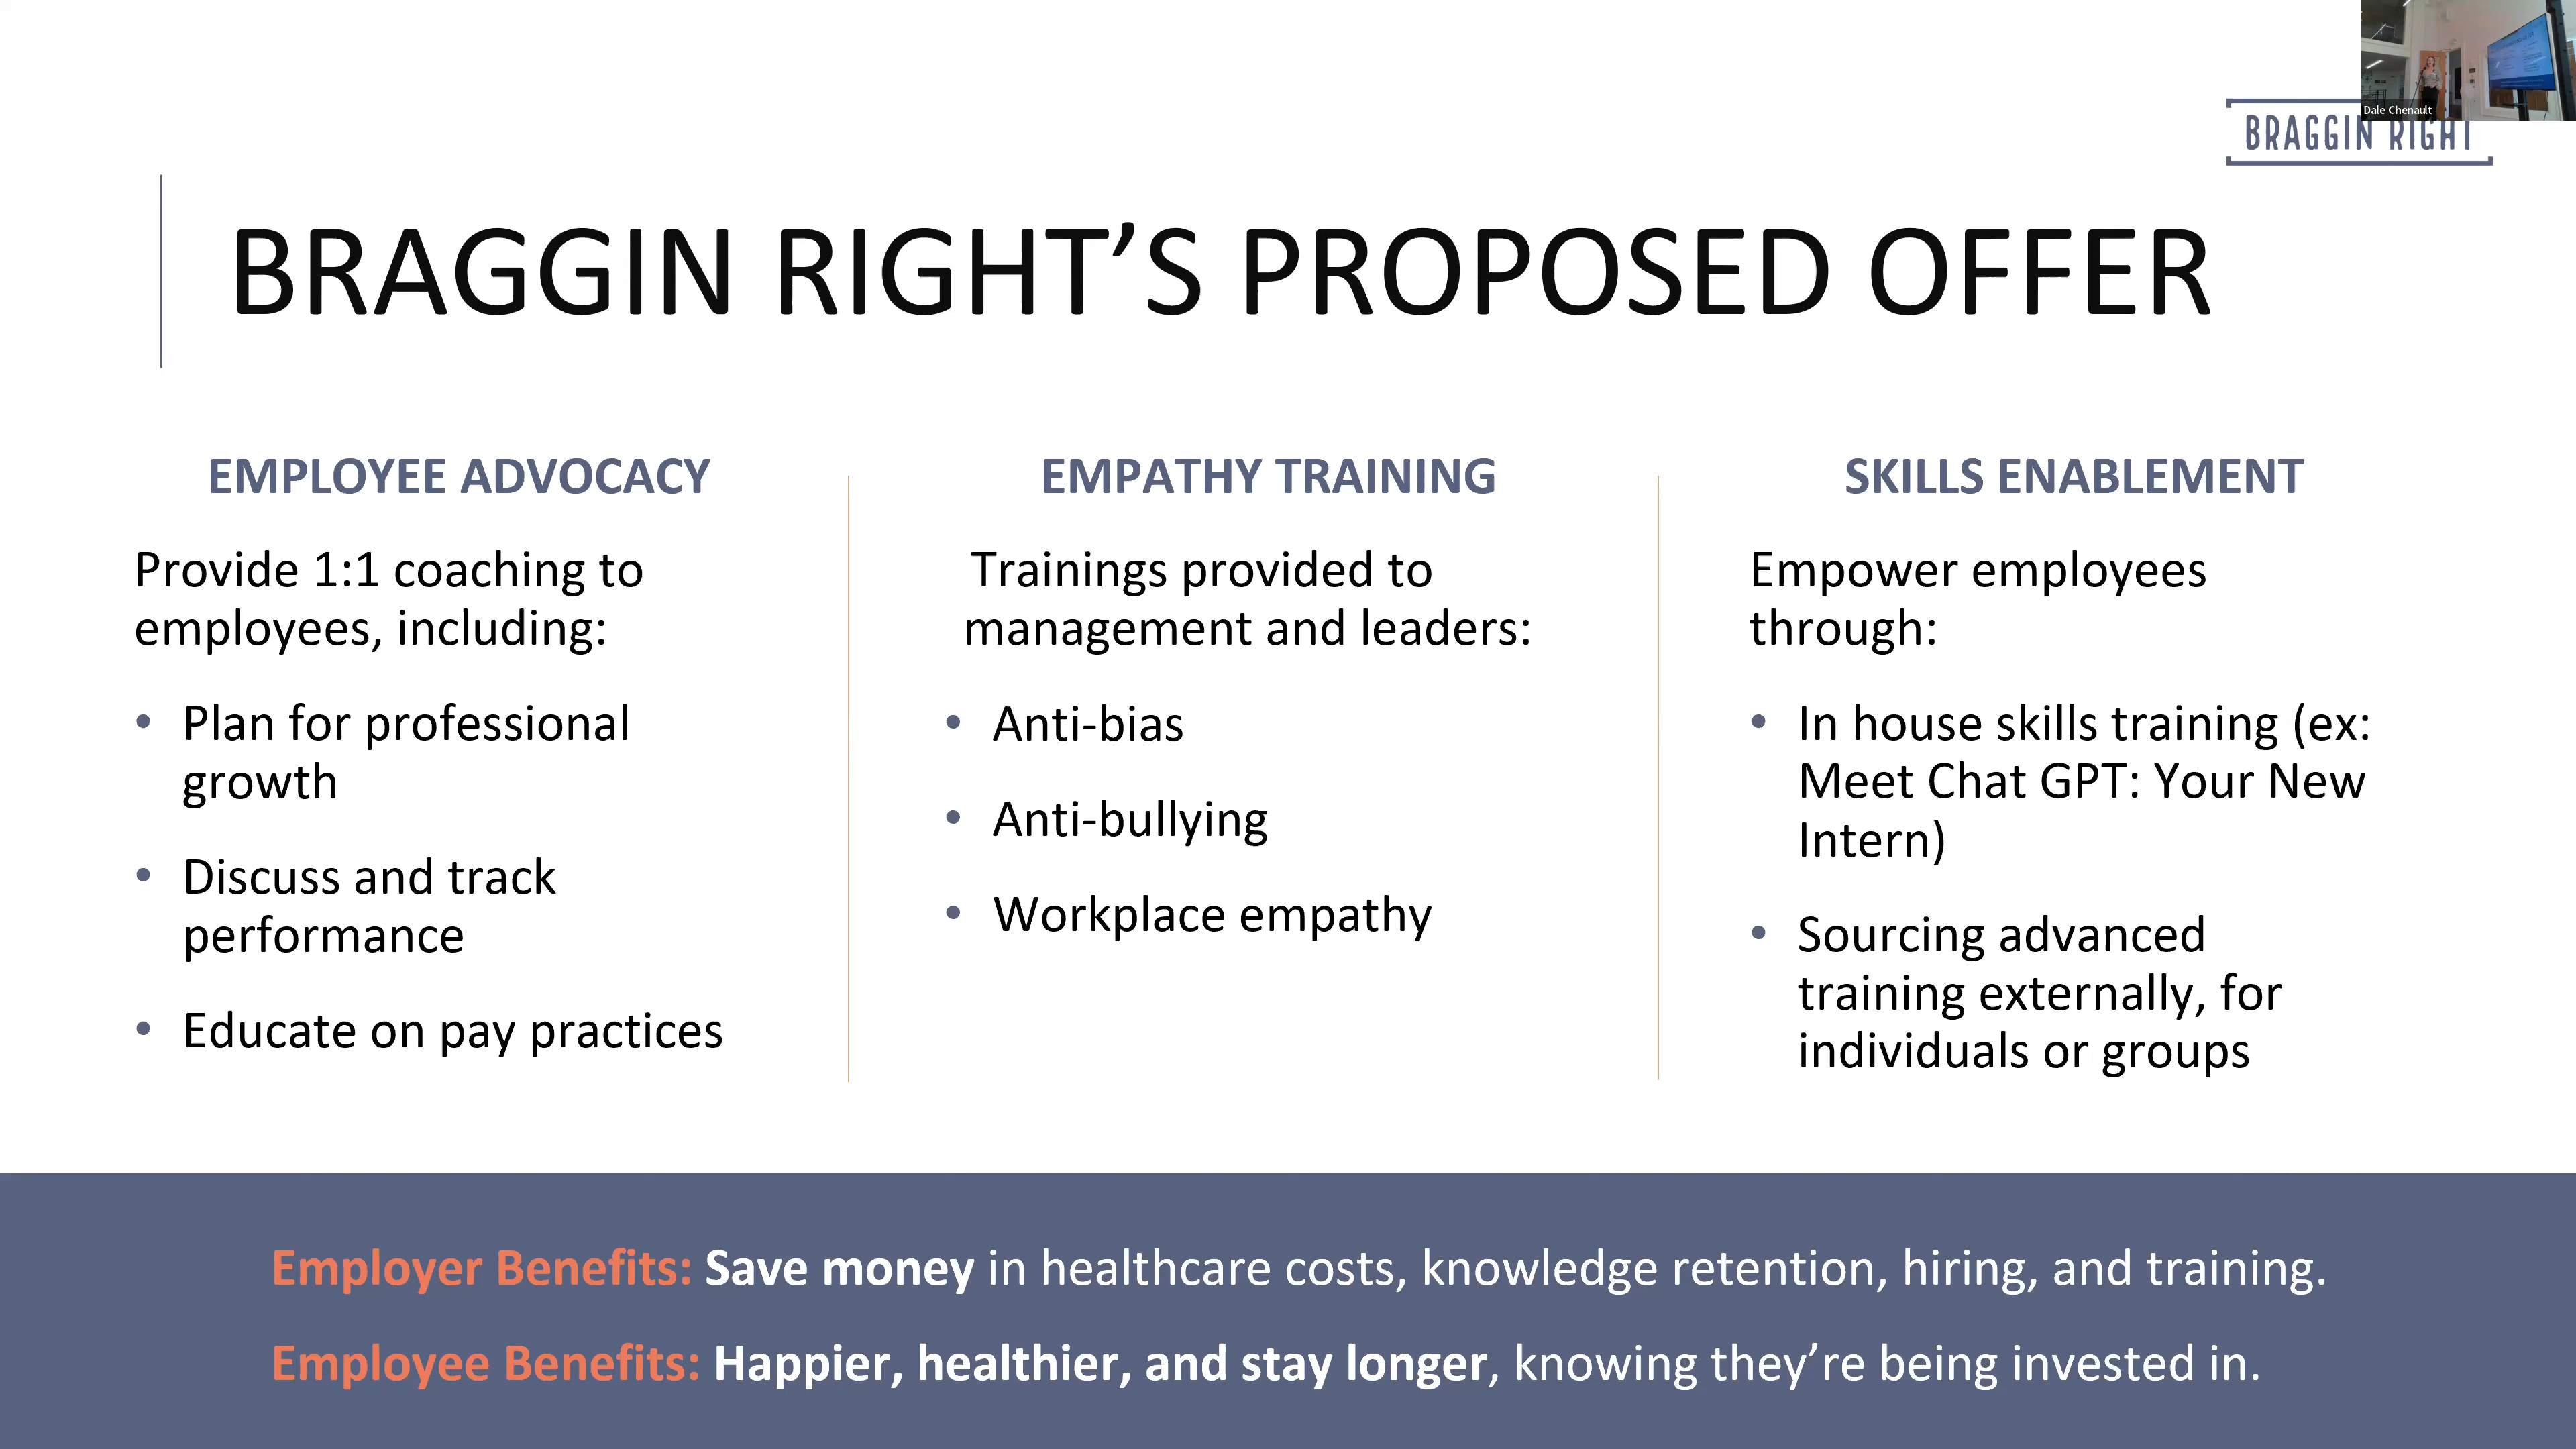 Dale Chenault
BRAGGIN RIGHT
BRAGGIN RIGHT’S PROPOSED OFFER
EMPLOYEE ADVOCACY
Provide 1:1 coaching to
employees, including:
• Plan for professional
growth
• Discuss and track
performance
• Educate on pay practices
EMPATHY TRAINING
Trainings provided to
management and leaders:
• Anti-bias
• Anti-bullying
• Workplace empathy
SKILLS ENABLEMENT
Empower employees
through:
• In house skills training (ex:
Meet Chat GPT: Your New
Intern)
• Sourcing advanced
training externally, for
individuals or groups
Employer Benefits: Save money in healthcare costs, knowledge retention, hiring, and training.
Employee Benefits: Happier, healthier, and stay longer, knowing they’re being invested in.